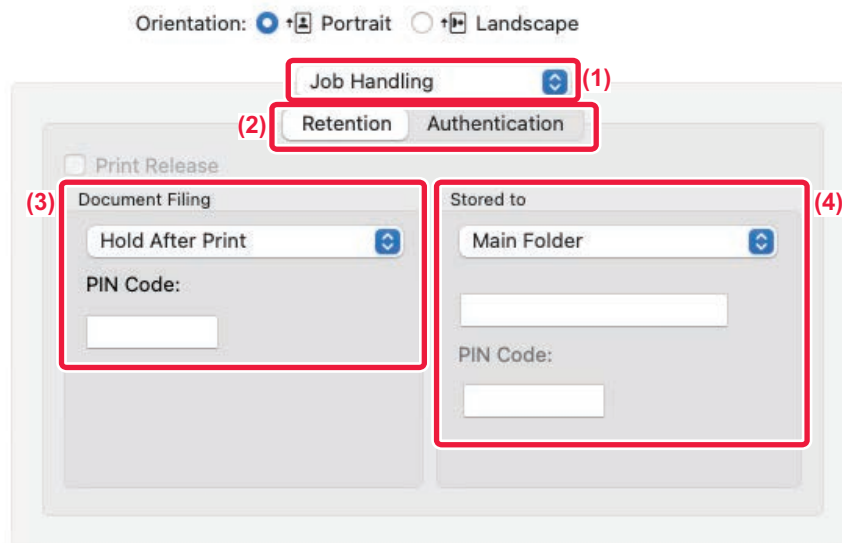 Orientation: Portrait Landscape
Job Handling (1)
(2) Retention Authentication
Print Release
(3) Document Filing
Hold After Print
PIN Code:
Stored to (4)
Main Folder
PIN Code: